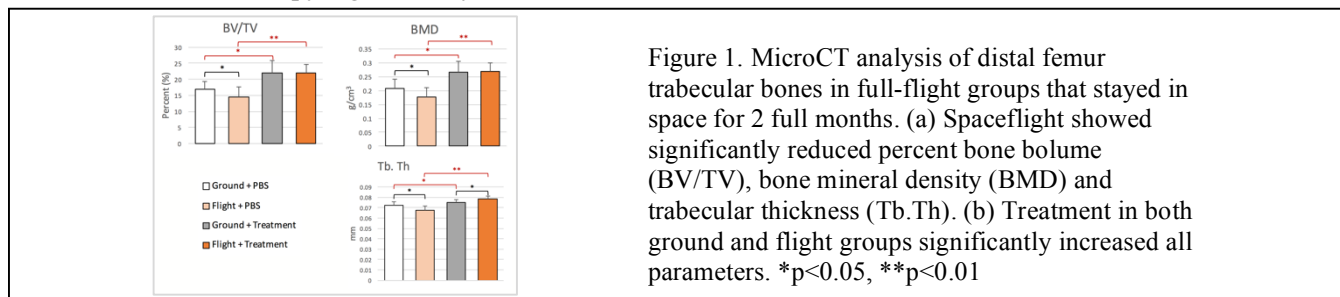 BV/TV
**
*
*
Percent (%)
30
25
20
15
10
5
0
BMD
**
*
*
g/cm³
0.35
0.3
0.25
0.2
0.15
0.1
0.05
0
Ground + PBS
Flight + PBS
Ground + Treatment
Flight + Treatment
Tb. Th
**
*
*
*
mm
0.09
0.08
0.07
0.06
0.05
0.04
0.03
0.02
0.01
0
Figure 1. MicroCT analysis of distal femur
trabecular bones in full-flight groups that stayed in
space for 2 full months. (a) Spaceflight showed
significantly reduced percent bone bolume
(BV/TV), bone mineral density (BMD) and
trabecular thickness (Tb.Th). (b) Treatment in both
ground and flight groups significantly increased all
parameters. *p<0.05, **p<0.01